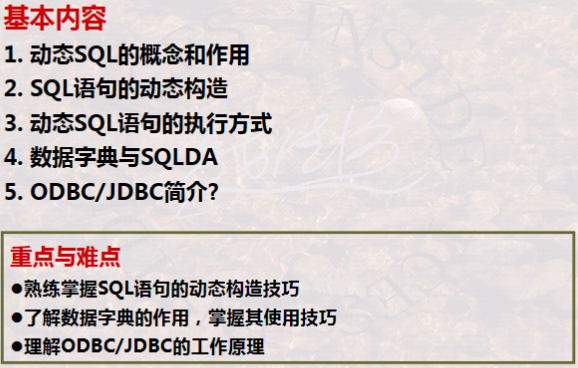 基本内容
1. 动态SQL的概念和作用
2. SQL语句的动态构造
3. 动态SQL语句的执行方式
4. 数据字典与SQLDA
5. ODBC/JDBC简介?
重点与难点
●熟练掌握SQL语句的动态构造技巧
●了解数据字典的作用，掌握其使用技巧
●理解ODBC/JDBC的工作原理